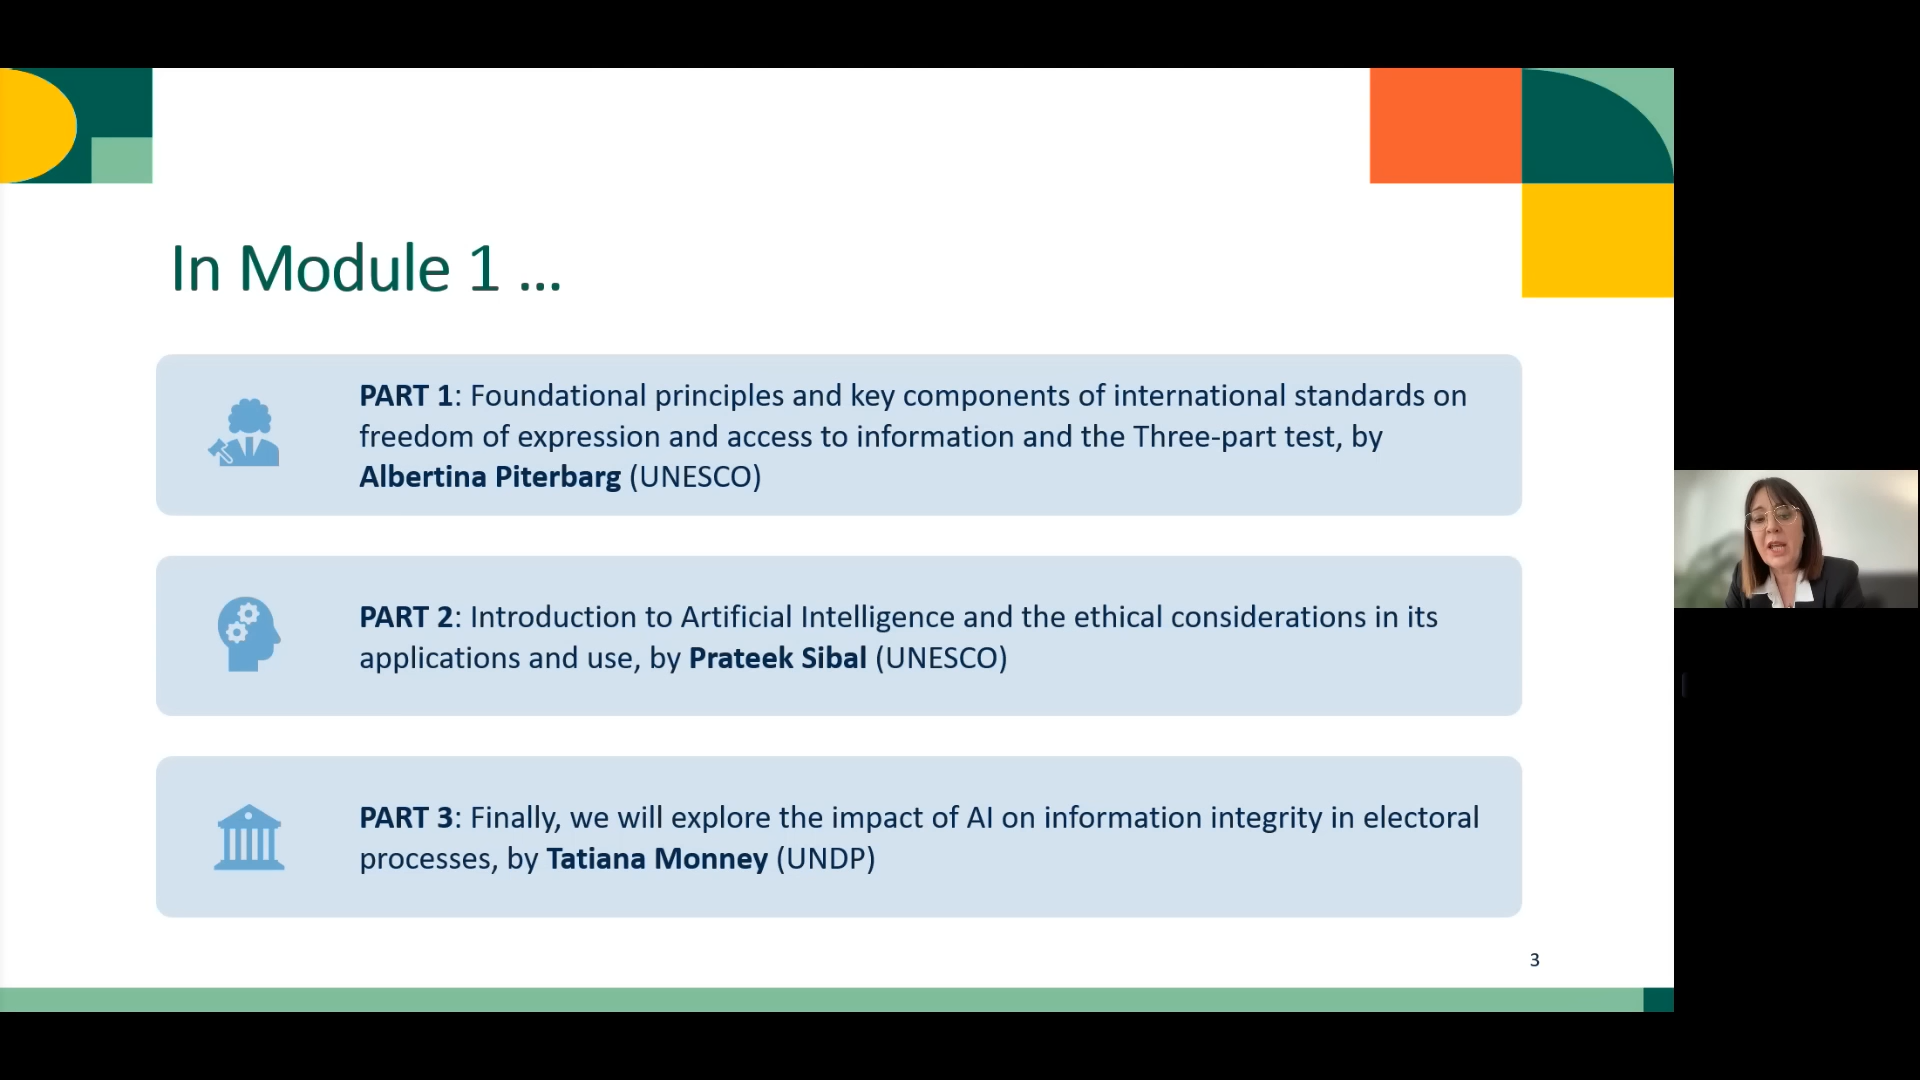 In Module 1 ...
PART 1: Foundational principles and key components of international standards on
freedom of expression and access to information and the Three-part test, by
Albertina Piterbarg (UNESCO)
PART 2: Introduction to Artificial Intelligence and the ethical considerations in its
applications and use, by Prateek Sibal (UNESCO)
PART 3: Finally, we will explore the impact of AI on information integrity in electoral
processes, by Tatiana Monney (UNDP)
3